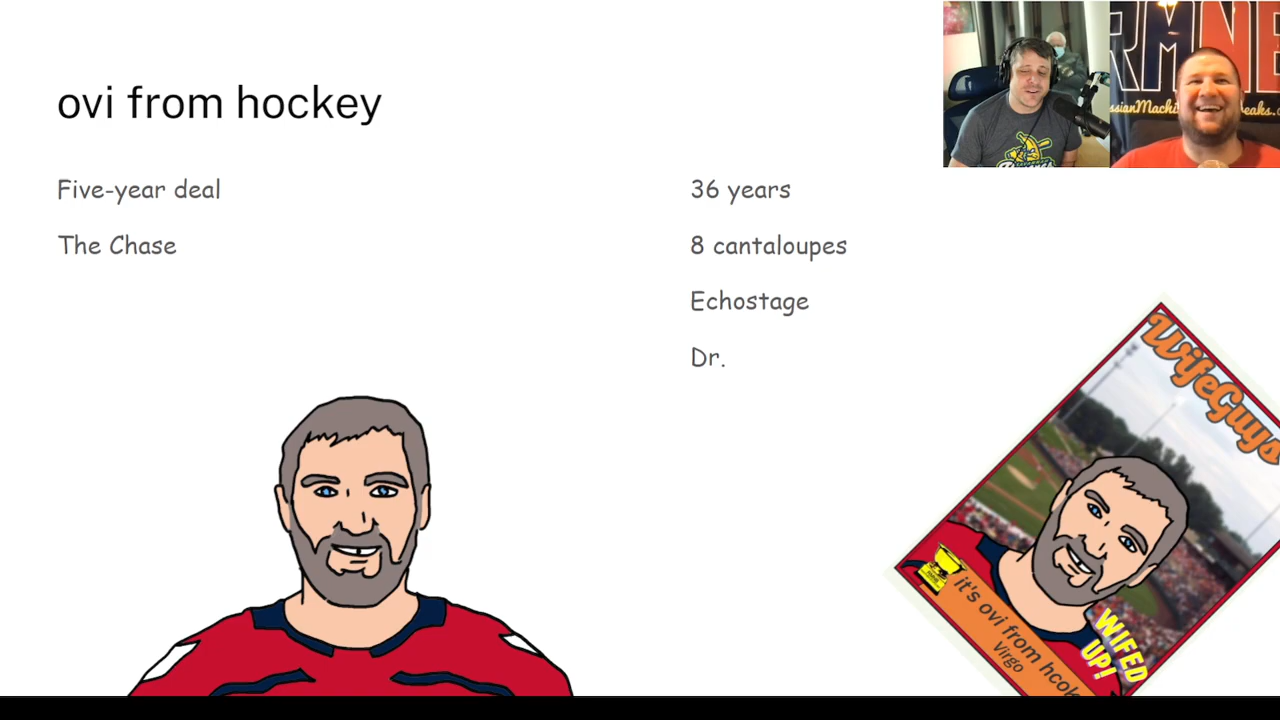 ovi from hockey
Five-year deal
The Chase
36 years
8 cantaloupes
Echostage
Dr.
WifeGuys
it's ovi from hcok
Virgo
WIFED
UP!